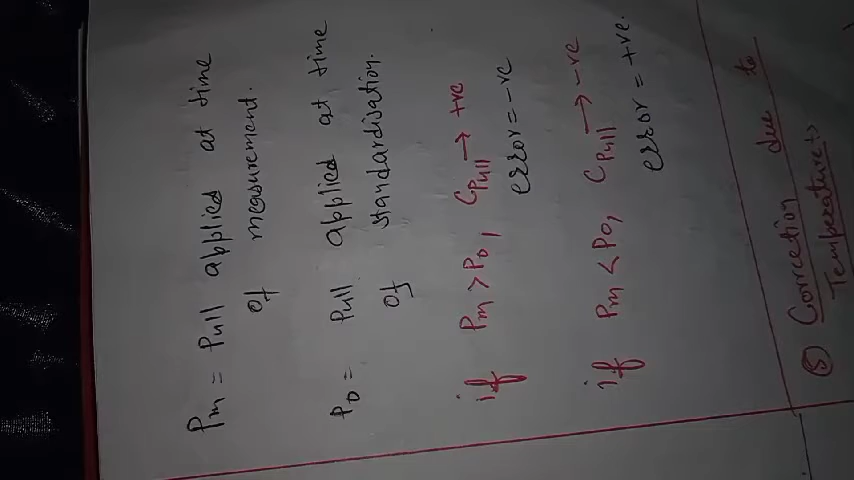 Pm = Pull applied at time
of measurement.
Po = Pull applied at time
of standardisation.
if Pm > Po, CPull → +ve
error = -ve
if Pm < Po, CPull → -ve
error = +ve.
⑤ Correction due to
Temperature :→